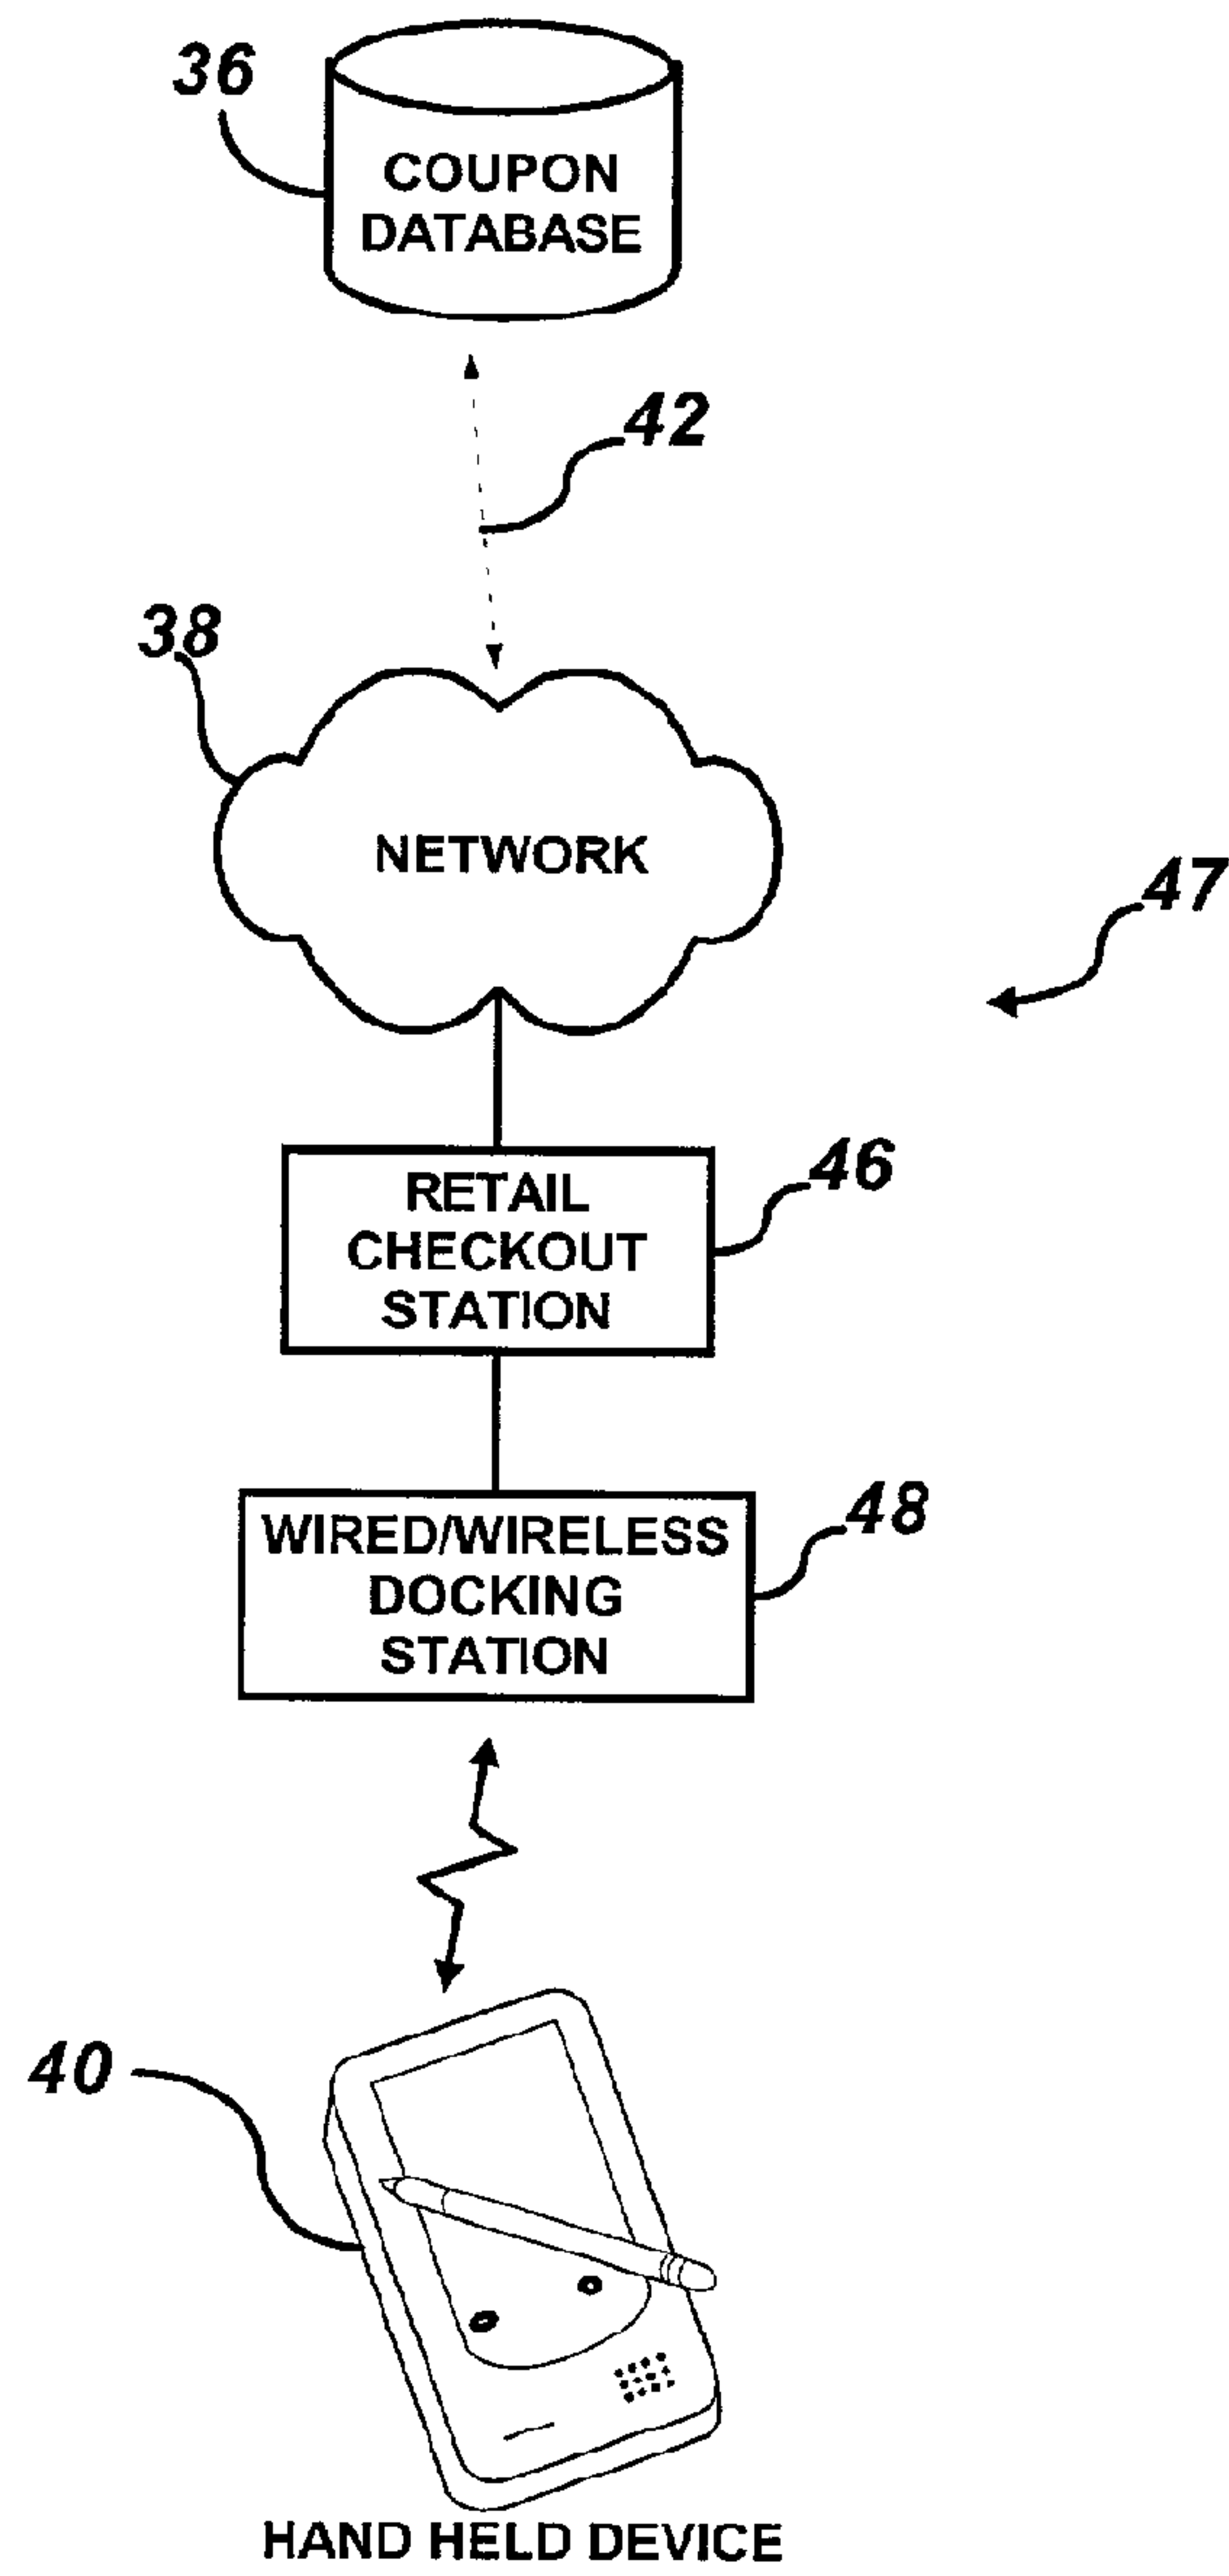 36
COUPON
DATABASE
42
38
NETWORK
47
RETAIL
CHECKOUT
STATION
46
WIRED/WIRELESS
DOCKING
STATION
48
40
HAND HELD DEVICE